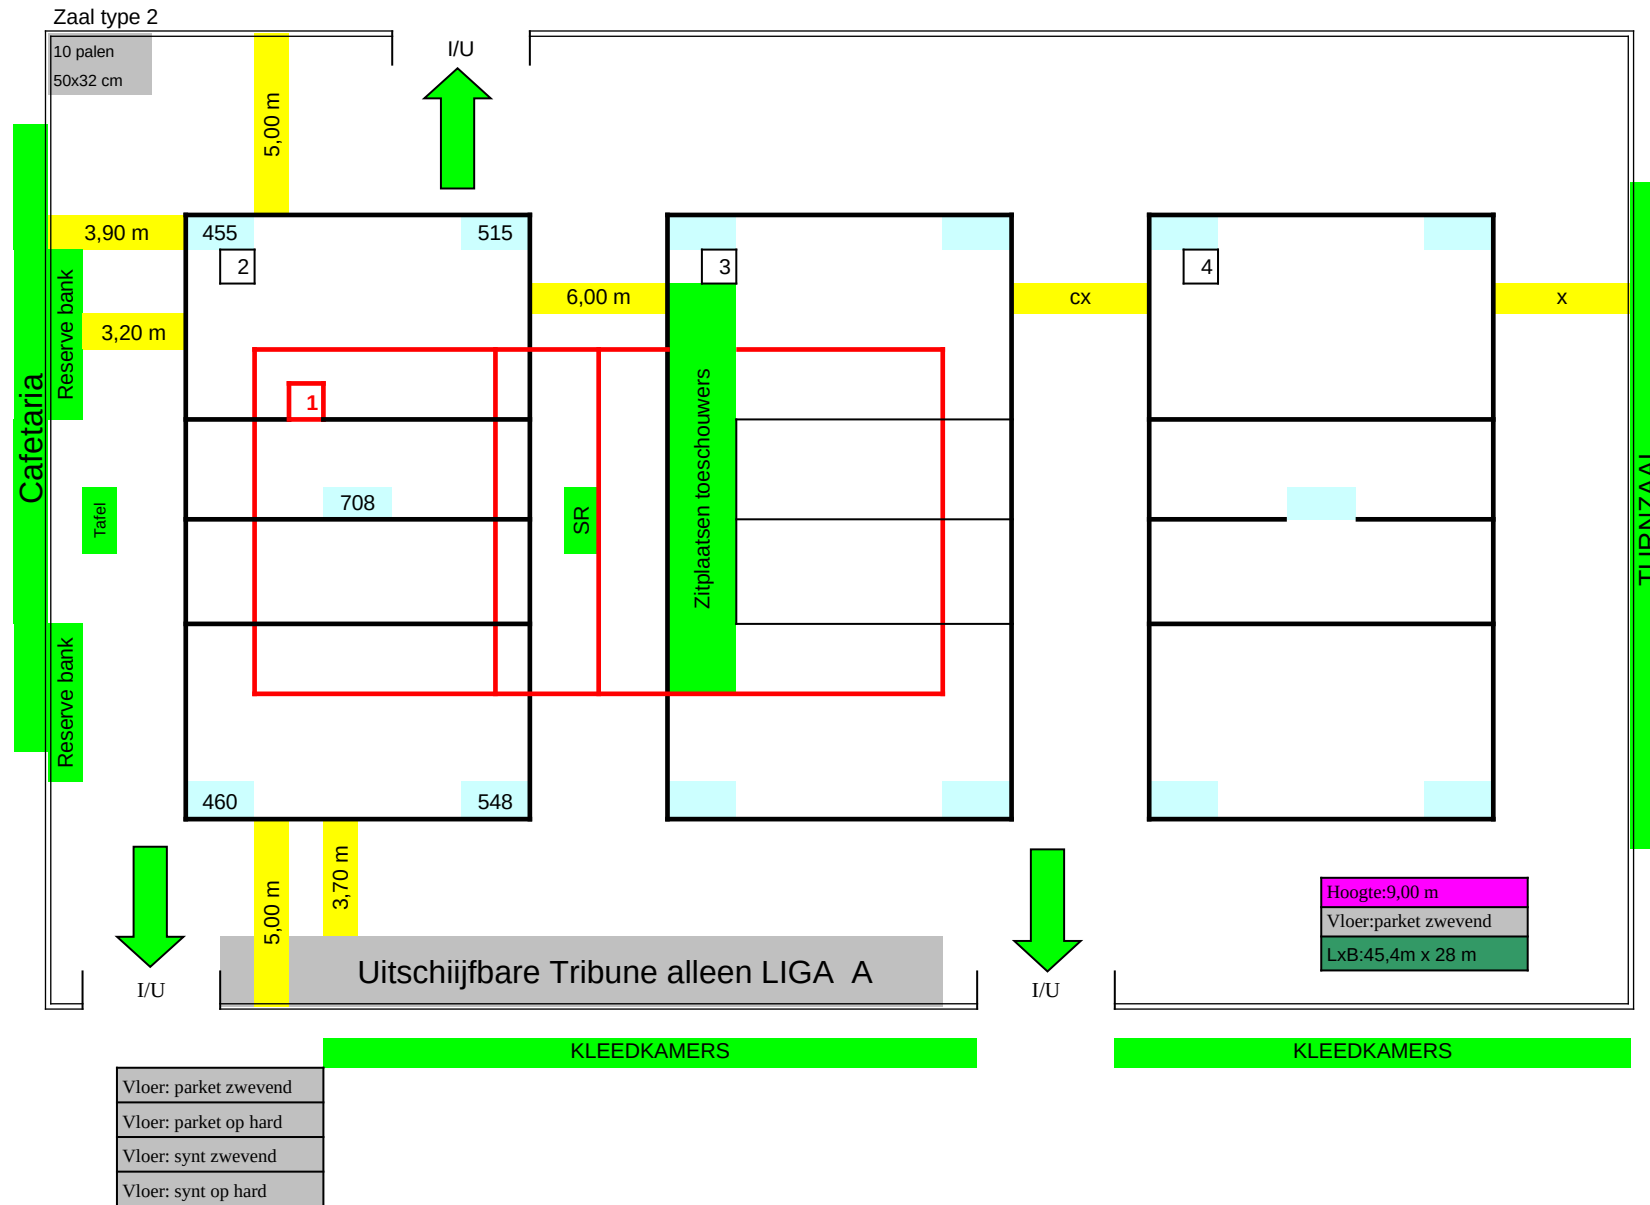 Zaal type 2
10 palen
50x32 cm
I/U
5,00 m
3,90 m
455
515
2
3
4
Reserve bank
6,00 m
cx
x
3,20 m
Cafetaria
1
Zitplaatsen toeschouwers
708
Tafel
SR
TURNZAAL
Reserve bank
460
548
5,00 m
3,70 m
Hoogte:9,00 m
Vloer:parket zwevend
LxB:45,4m x 28 m
Uitschiijfbare Tribune alleen LIGA A
I/U
I/U
KLEEDKAMERS
KLEEDKAMERS
Vloer: parket zwevend
Vloer: parket op hard
Vloer: synt zwevend
Vloer: synt op hard